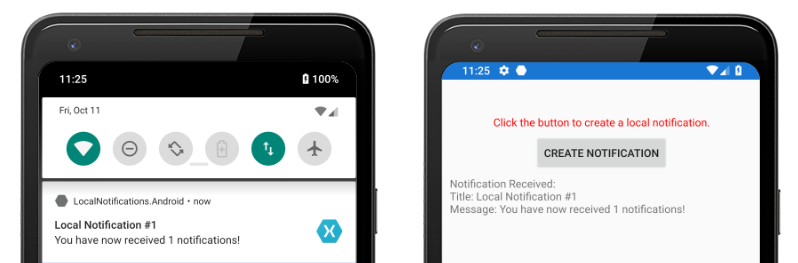 11:25
100%
Fri, Oct 11
LocalNotifications.Android • now
Local Notification #1
You have now received 1 notifications!
11:25
Click the button to create a local notification.
CREATE NOTIFICATION
Notification Received:
Title: Local Notification #1
Message: You have now received 1 notifications!